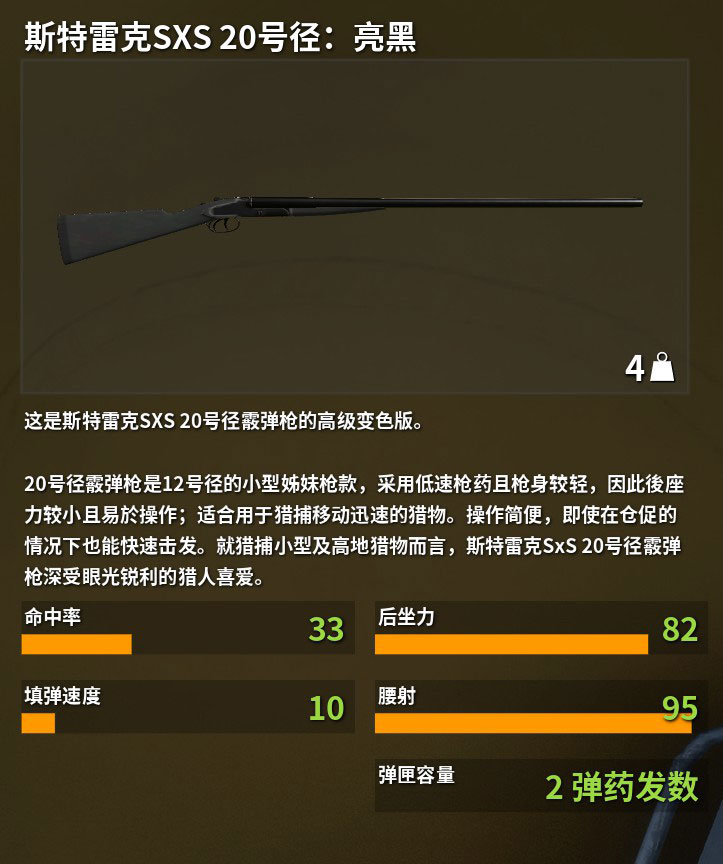 斯特雷克SXS 20号径：亮黑
4
这是斯特雷克SXS 20号径霰弹枪的高级变色版。
20号径霰弹枪是12号径的小型姊妹枪款，采用低速枪药且枪身较轻，因此後座
力较小且易於操作；适合用于猎捕移动迅速的猎物。操作简便，即使在仓促的
情况下也能快速击发。就猎捕小型及高地猎物而言，斯特雷克SxS 20号径霰弹
枪深受眼光锐利的猎人喜爱。
命中率
33
后坐力
82
填弹速度
10
腰射
95
弹匣容量
2 弹药发数